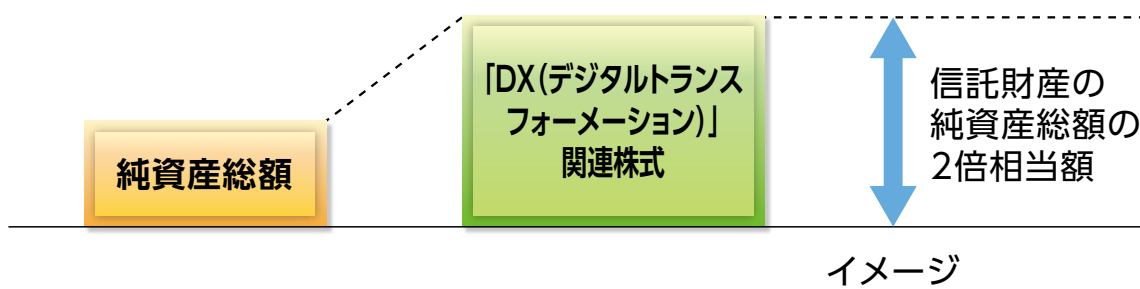 純資産総額
「DX(デジタルトランス
フォーメーション)」
関連株式
信託財産の
純資産総額の
2倍相当額
イメージ